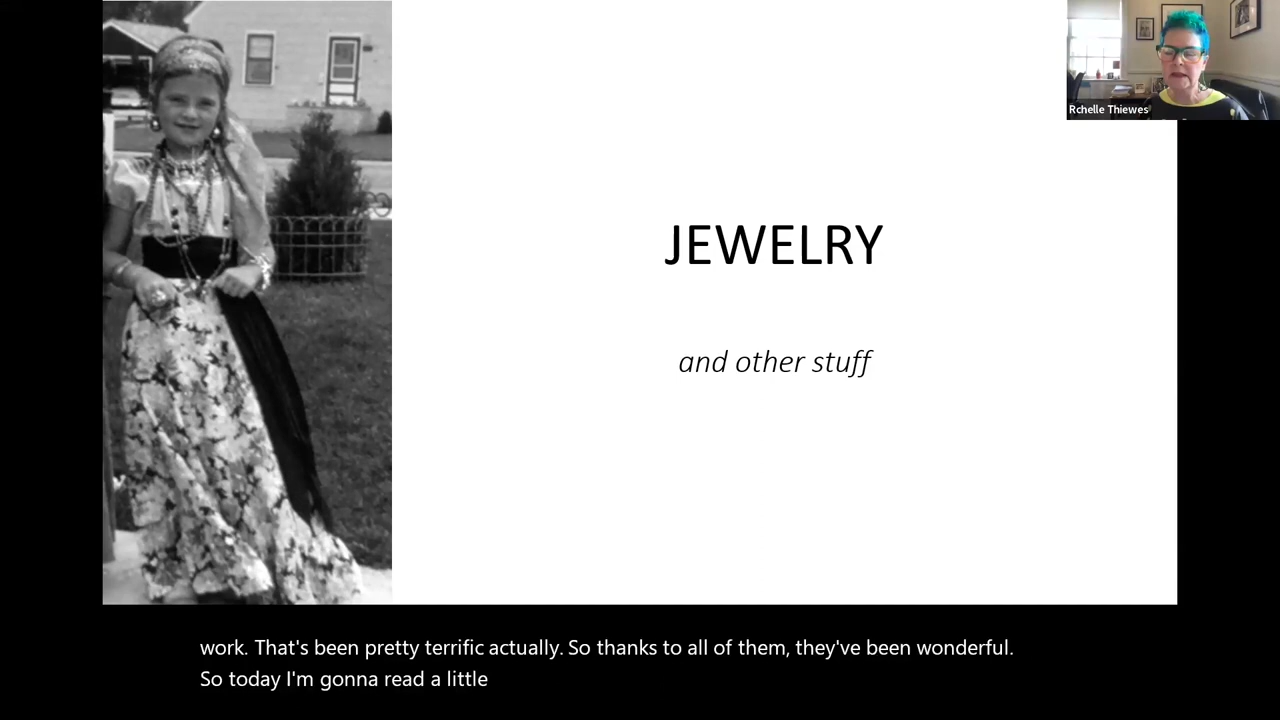 Rchelle Thiewes
JEWELRY
and other stuff
work. That's been pretty terrific actually. So thanks to all of them, they've been wonderful.
So today I'm gonna read a little